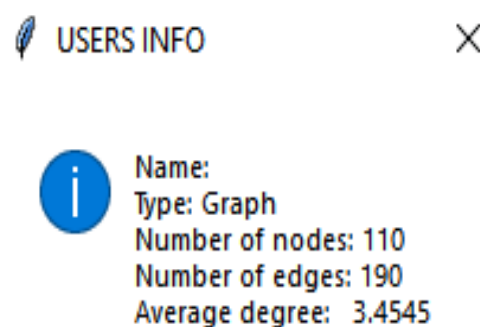 USERS INFO
Name:
Type: Graph
Number of nodes: 110
Number of edges: 190
Average degree:   3.4545